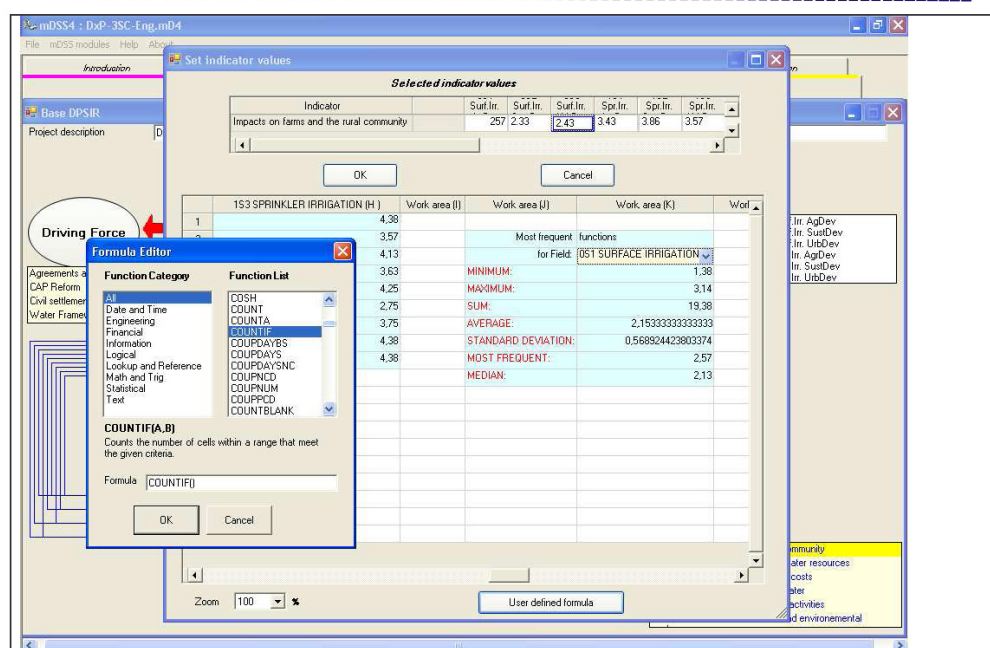 mDSS4 : DxP-3SC-Eng.mD4
File mDSS modules Help About
Introduction
Set indicator values
Selected indicator values
Indicator Surf.Irr. Surf.Irr. Surf.Irr. Spr.Irr. Spr.Irr. Spr.Irr.
Impacts on farms and the rural community 257 2.33 2.43 3.43 3.86 3.57
OK Cancel
Base DPSIR
Project description
Driving Force
Agreements a
CAP Reform
Civil settlemer
Water Framew
1S3 SPRINKLER IRRIGATION (H ) Work area (I) Work area (J) Work area (K) Worl
1 4,38
3,57 Most frequent functions
4,13 for Field: 0S1 SURFACE IRRIGATION
3,63 MINIMUM: 1,38
4,25 MAXIMUM: 3,14
2,75 SUM: 19,38
3,75 AVERAGE: 2,15333333333333
4,38 STANDARD DEVIATION: 0,568924423803374
4,38 MOST FREQUENT: 2,57
MEDIAN: 2,13
f.Irr. AgDev
f.Irr. SustDev
f.Irr. UrbDev
Irr. AgrDev
Irr. SustDev
Irr. UrbDev
Formula Editor
Function Category Function List
All
Date and Time
Engineering
Financial
Information
Logical
Lookup and Reference
Math and Trig
Statistical
Text
COSH
COUNT
COUNTA
COUNTIF
COUPDAYBS
COUPDAYS
COUPDAYSNC
COUPNCD
COUPNUM
COUPPCD
COUNTBLANK
COUNTIF(A,B)
Counts the number of cells within a range that meet
the given criteria.
Formula COUNTIF()
OK Cancel
Zoom 100 %
User defined formula
ommunity
ater resources
costs
ater
activities
nd environemental